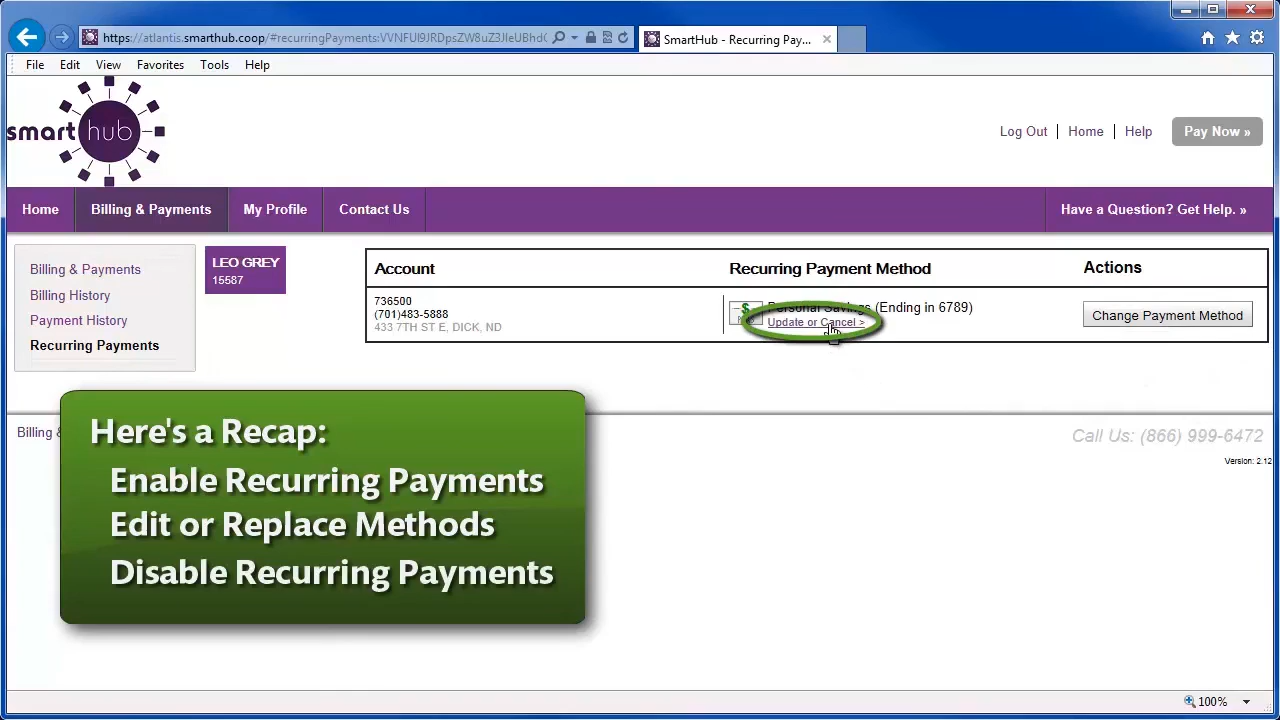 https://atlantis.smarthub.coop/#recurringPayments:
SmartHub - Recurring Pay...
File Edit View Favorites Tools Help
smart hub
Log Out Home Help Pay Now »
Home Billing & Payments My Profile Contact Us Have a Question? Get Help. »
Billing & Payments
Billing History
Payment History
Recurring Payments
LEO GREY
15587
Account Recurring Payment Method Actions
736500
(701)483-5888
433 7TH ST E, DICK, ND
Personal Savings (Ending in 6789)
Update or Cancel >
Change Payment Method
Here's a Recap:
Enable Recurring Payments
Edit or Replace Methods
Disable Recurring Payments
Billing &
Call Us: (866) 999-6472
Version: 2.12
100%